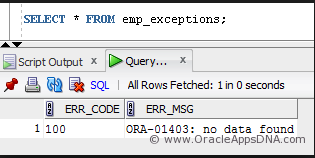 SELECT * FROM emp_exceptions;
Script Output × Query... ×
SQL | All Rows Fetched: 1 in 0 seconds
ERR_CODE ERR_MSG
1 100 ORA-01403: no data found
© www.OracleAppsDNA.com